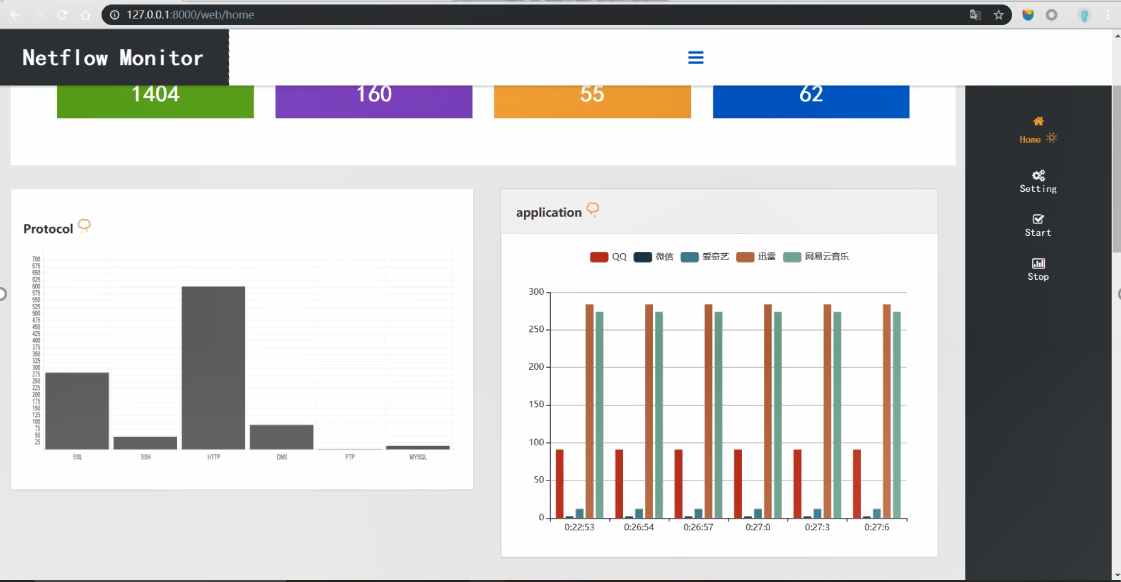 127.0.0.1:8000/web/home
Netflow Monitor
1404
160
55
62
Home
Setting
Start
Stop
Protocol
700
675
650
625
600
575
550
525
500
475
450
425
400
375
350
325
300
275
250
225
200
175
150
125
100
75
50
25
SSL
SSH
HTTP
DNS
FTP
MYSQL
application
QQ 微信 爱奇艺 迅雷 网易云音乐
300
250
200
150
100
50
0
0:22:53 0:26:54 0:26:57 0:27:0 0:27:3 0:27:6